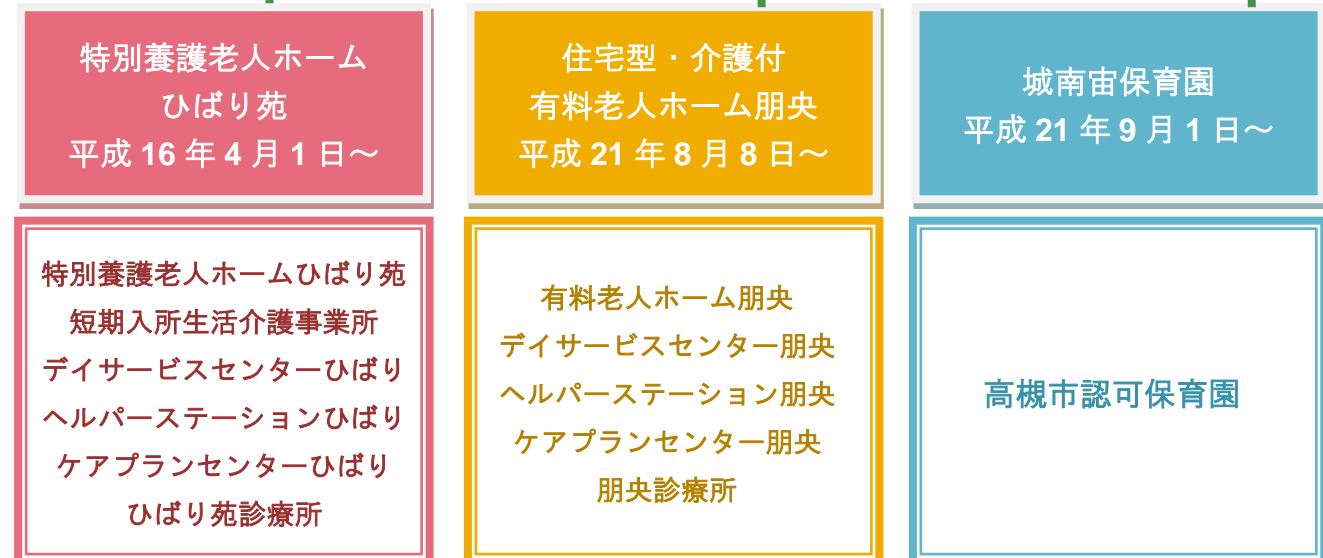 特別養護老人ホーム
ひばり苑
平成 16 年 4 月 1 日～
住宅型・介護付
有料老人ホーム朋央
平成 21 年 8 月 8 日～
城南宙保育園
平成 21 年 9 月 1 日～
特別養護老人ホームひばり苑
短期入所生活介護事業所
デイサービスセンターひばり
ヘルパーステーションひばり
ケアプランセンターひばり
ひばり苑診療所
有料老人ホーム朋央
デイサービスセンター朋央
ヘルパーステーション朋央
ケアプランセンター朋央
朋央診療所
高槻市認可保育園